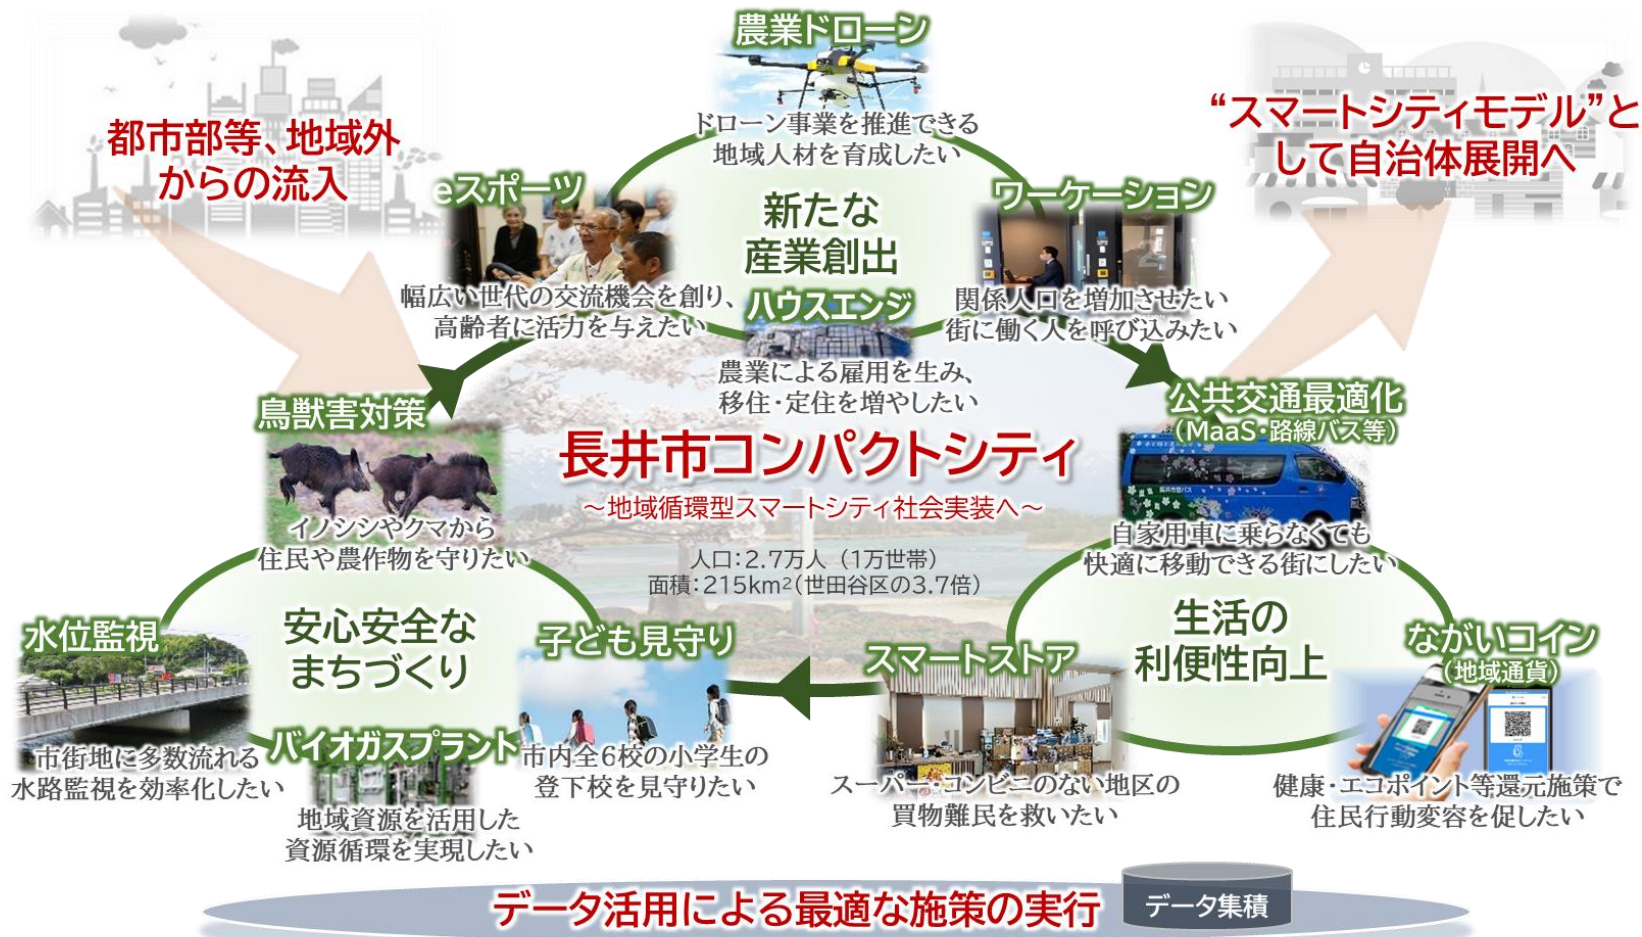 農業ドローン
ドローン事業を推進できる
地域人材を育成したい
都市部等、地域外
からの流入
“スマートシティモデル”と
して自治体展開へ
eスポーツ
幅広い世代の交流機会を創り、
高齢者に活力を与えたい
新たな
産業創出
ワーケーション
関係人口を増加させたい
街に働く人を呼び込みたい
ハウスエンジ
農業による雇用を生み、
移住・定住を増やしたい
鳥獣害対策
イノシシやクマから
住民や農作物を守りたい
長井市コンパクトシティ
～地域循環型スマートシティ社会実装へ～
人口：2.7万人（1万世帯）
面積：215km2（世田谷区の3.7倍）
公共交通最適化
（MaaS・路線バス等）
長井市営バス
自家用車に乗らなくても
快適に移動できる街にしたい
安心安全な
まちづくり
水位監視
市街地に多数流れる
水路監視を効率化したい
子ども見守り
市内全6校の小学生の
登下校を見守りたい
バイオガスプラント
地域資源を活用した
資源循環を実現したい
生活の
利便性向上
スマートストア
スーパー・コンビニのない地区の
買物難民を救いたい
ながいコイン
（地域通貨）
健康・エコポイント等還元施策で
住民行動変容を促したい
データ活用による最適な施策の実行
データ集積